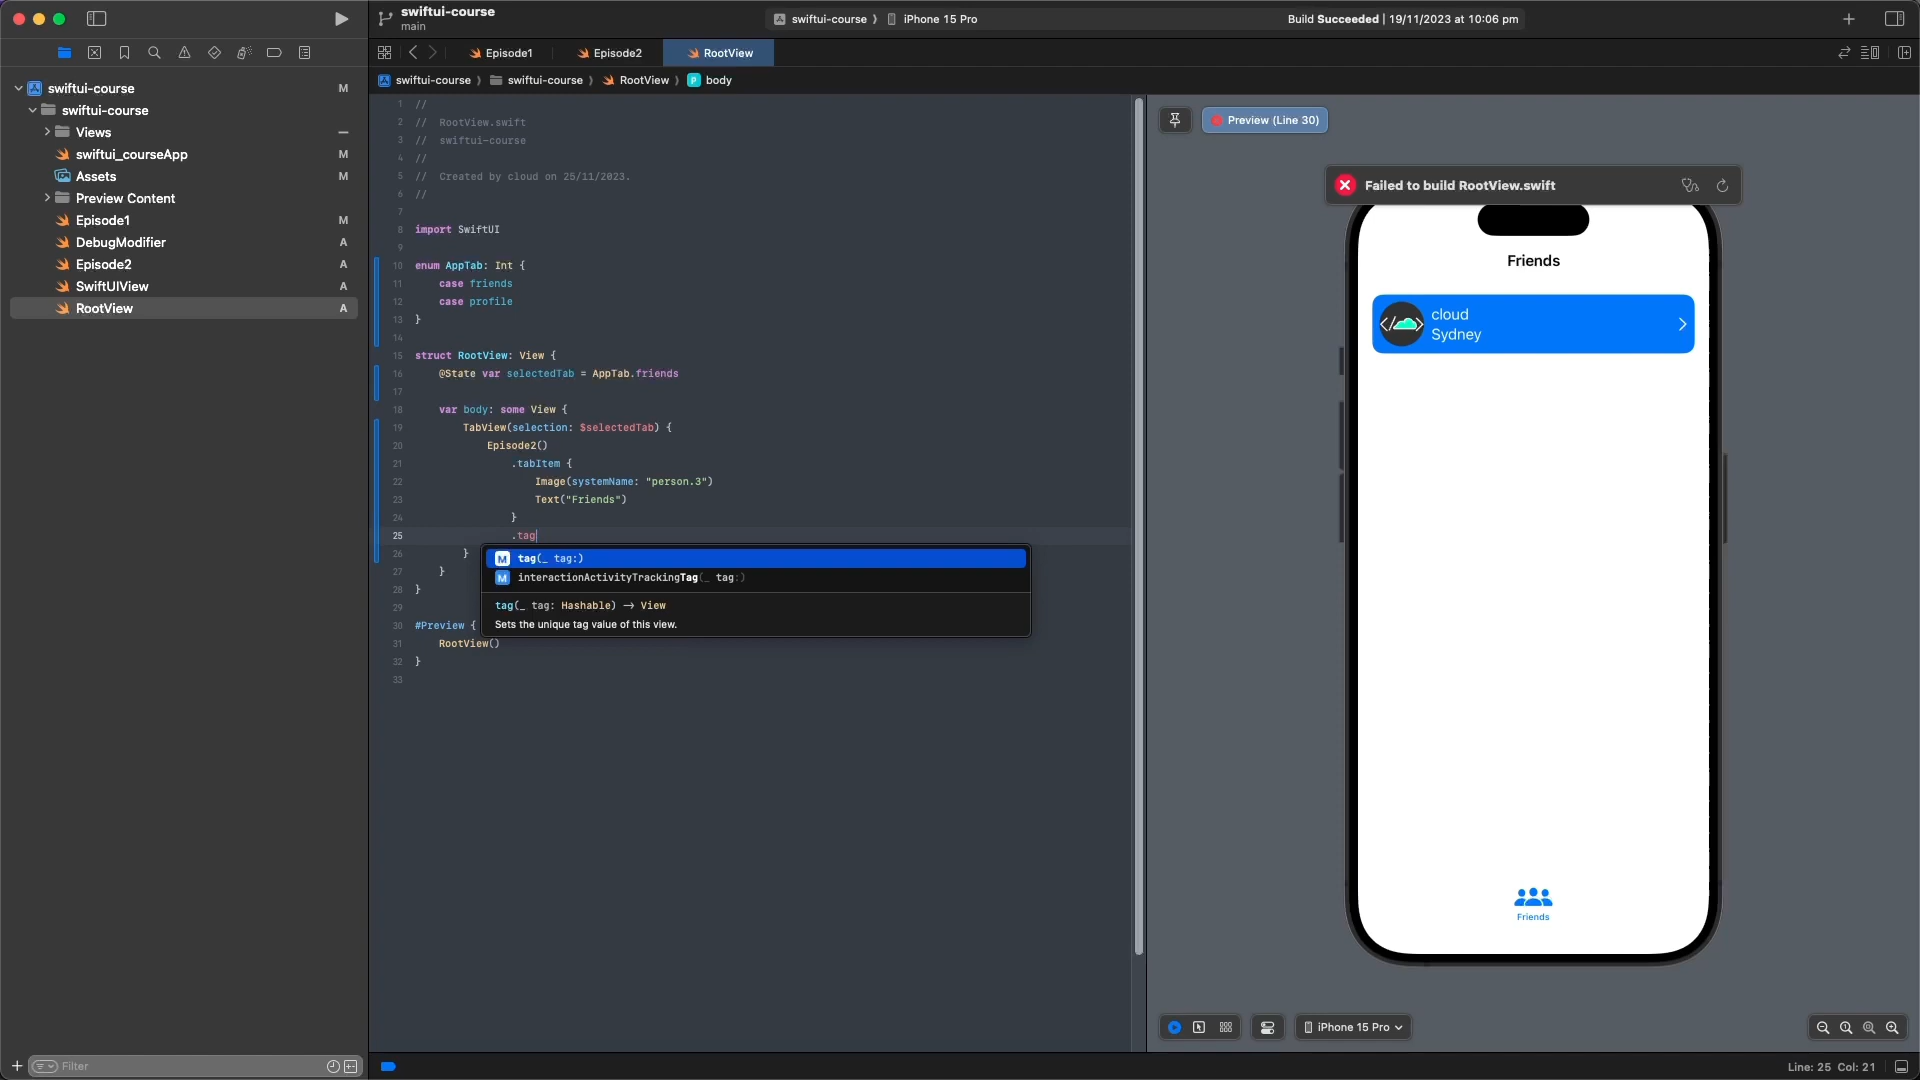 swiftui-course
main
swiftui-course 〉 iPhone 15 Pro
Build Succeeded | 19/11/2023 at 10:06 pm
Episode1
Episode2
RootView
swiftui-course 〉 swiftui-course 〉 RootView 〉 P body
swiftui-course M
swiftui-course
Views
swiftui_courseApp M
Assets M
Preview Content
Episode1 M
DebugModifier A
Episode2 A
SwiftUIView A
RootView A
Filter
1 //
2 // RootView.swift
3 // swiftui-course
4 //
5 // Created by cloud on 25/11/2023.
6 //
7
8 import SwiftUI
9
10 enum AppTab: Int {
11 case friends
12 case profile
13 }
14
15 struct RootView: View {
16 @State var selectedTab = AppTab.friends
17
18 var body: some View {
19 TabView(selection: $selectedTab) {
20 Episode2()
21 .tabItem {
22 Image(systemName: "person.3")
23 Text("Friends")
24 }
25 .tag
26 }
27 }
28 }
29
30 #Preview {
31 RootView()
32 }
33
M tag(_ tag:)
M interactionActivityTrackingTag(_ tag:)
tag(_ tag: Hashable) → View
Sets the unique tag value of this view.
Preview (Line 30)
Failed to build RootView.swift
Friends
cloud
Sydney
Friends
iPhone 15 Pro
Line: 25 Col: 21